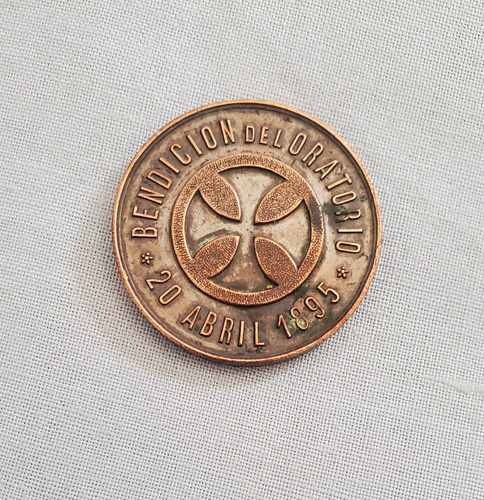 BENDICION DEL ORATORIO
* 20 ABRIL 1895 *